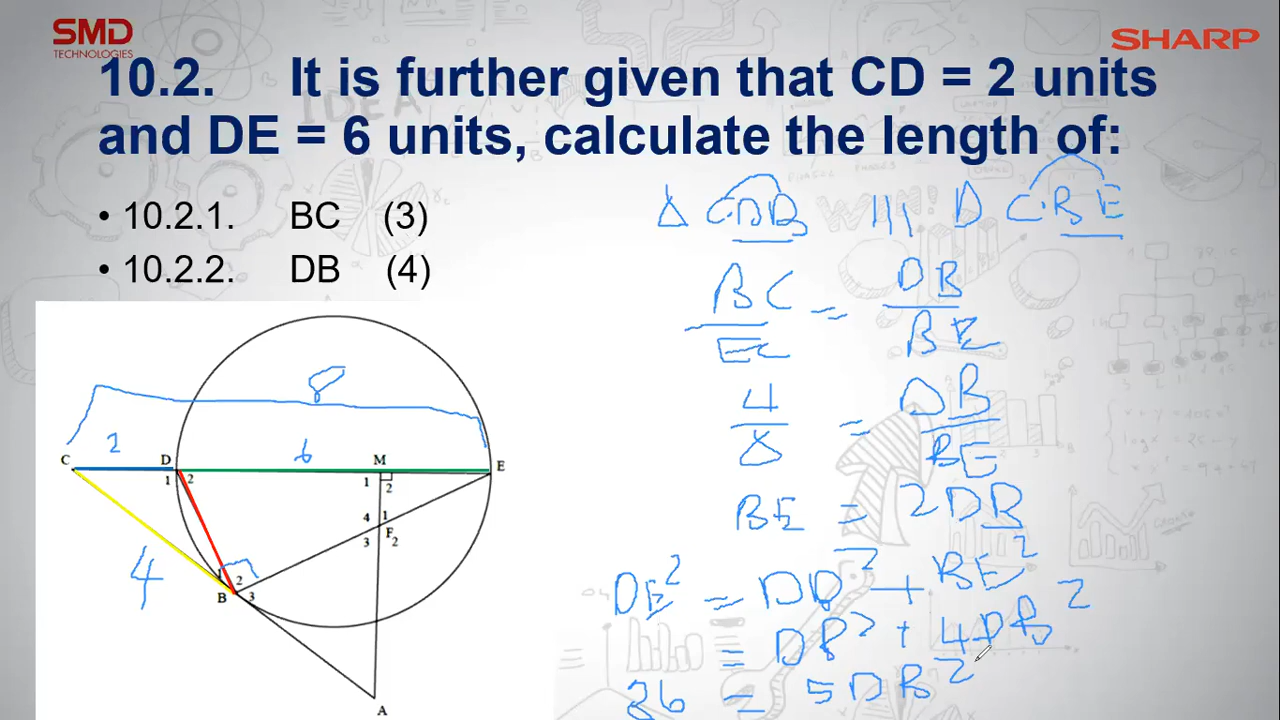 SMD
TECHNOLOGIES
SHARP
10.2. It is further given that CD = 2 units
and DE = 6 units, calculate the length of:
• 10.2.1. BC (3)
• 10.2.2. DB (4)
Δ CBD ||| Δ CBE
BC/EC = DB/BE
4/8 = DB/BE
BE = 2DB
DE² = DB² + BE²
= DB² + 4DB²
36 = 5DB²
8
2 6
C D M E
1 2 1 2
4 1
F
3 2
4
1 2
B 3
A